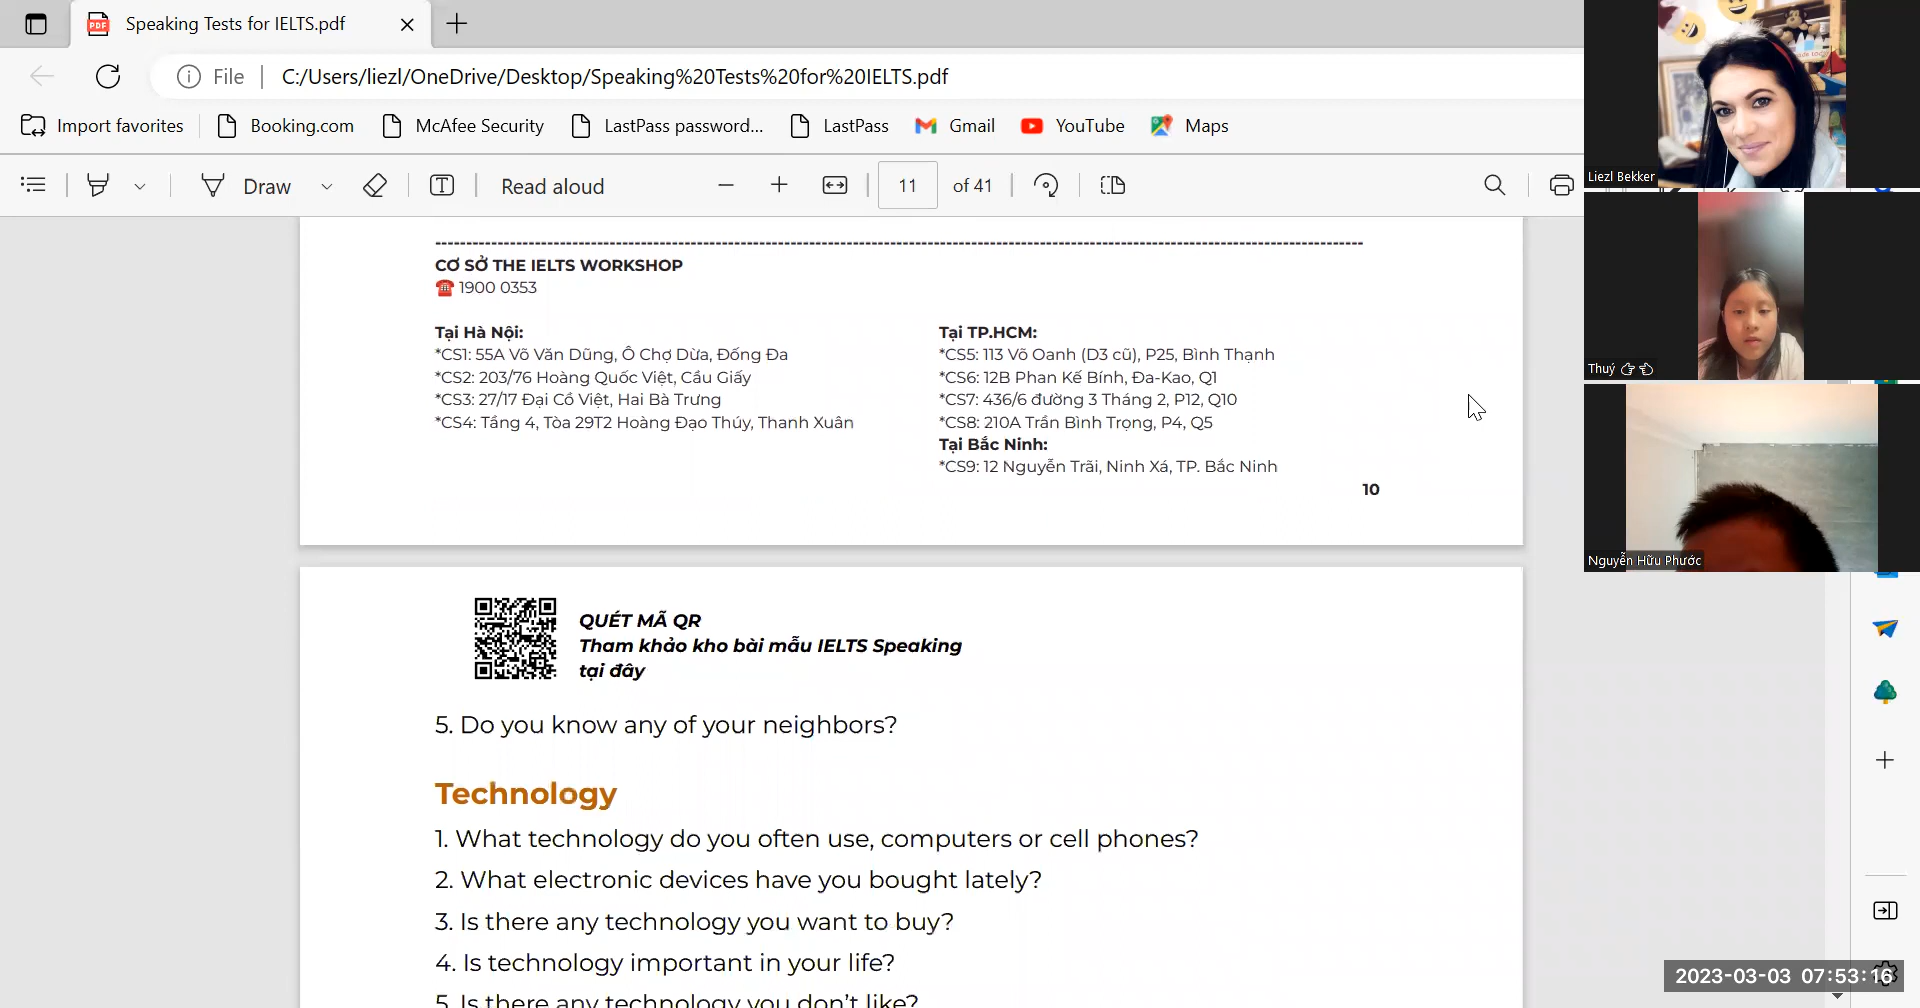 Speaking Tests for IELTS.pdf
File
C:/Users/liezl/OneDrive/Desktop/Speaking%20Tests%20for%20IELTS.pdf
Import favorites
Booking.com
McAfee Security
LastPass password...
LastPass
Gmail
YouTube
Maps
Draw
Read aloud
11 of 41
CƠ SỞ THE IELTS WORKSHOP
☎ 1900 0353
Tại Hà Nội:
*CS1: 55A Võ Văn Dũng, Ô Chợ Dừa, Đống Đa
*CS2: 203/76 Hoàng Quốc Việt, Cầu Giấy
*CS3: 27/17 Đại Cồ Việt, Hai Bà Trưng
*CS4: Tầng 4, Tòa 29T2 Hoàng Đạo Thúy, Thanh Xuân
Tại TP.HCM:
*CS5: 113 Võ Oanh (D3 cũ), P25, Bình Thạnh
*CS6: 12B Phan Kế Bính, Đa-Kao, Q1
*CS7: 436/6 đường 3 Tháng 2, P12, Q10
*CS8: 210A Trần Bình Trọng, P4, Q5
Tại Bắc Ninh:
*CS9: 12 Nguyễn Trãi, Ninh Xá, TP. Bắc Ninh
10
QUÉT MÃ QR
Tham khảo kho bài mẫu IELTS Speaking
tại đây
5. Do you know any of your neighbors?
Technology
1. What technology do you often use, computers or cell phones?
2. What electronic devices have you bought lately?
3. Is there any technology you want to buy?
4. Is technology important in your life?
5. Is there any technology you don't like?
Liezl Bekker
Thuý
Nguyễn Hữu Phước
2023-03-03 07:53:16